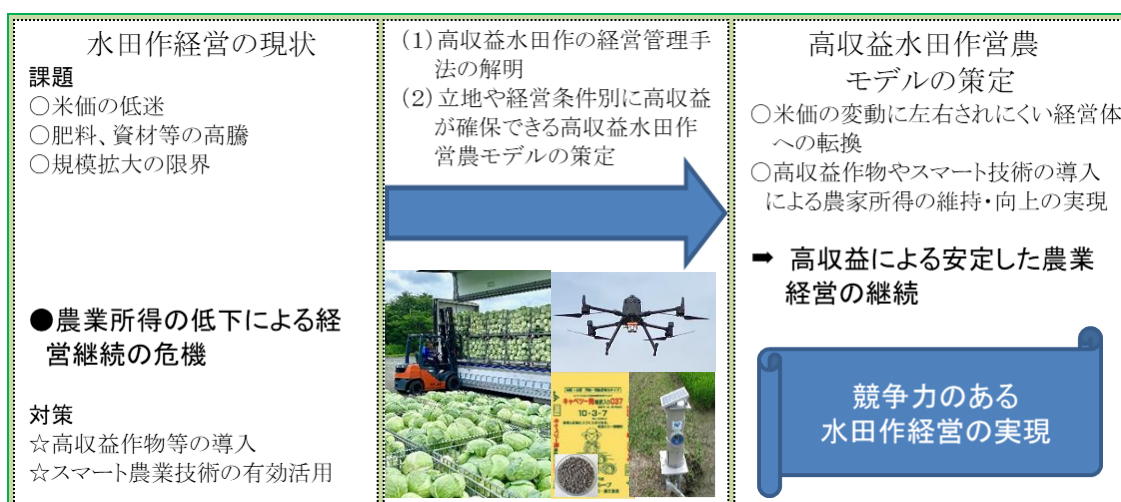 水田作経営の現状
課題
○米価の低迷
○肥料、資材等の高騰
○規模拡大の限界
●農業所得の低下による経
営継続の危機
対策
☆高収益作物等の導入
☆スマート農業技術の有効活用
(1)高収益水田作の経営管理手
法の解明
(2)立地や経営条件別に高収益
が確保できる高収益水田作
営農モデルの策定
キャベツ一発
037
10-3-7
高収益水田作営農
モデルの策定
○米価の変動に左右されにくい経営体
への転換
○高収益作物やスマート技術の導入
による農家所得の維持・向上の実現
➡ 高収益による安定した農業
経営の継続
競争力のある
水田作経営の実現